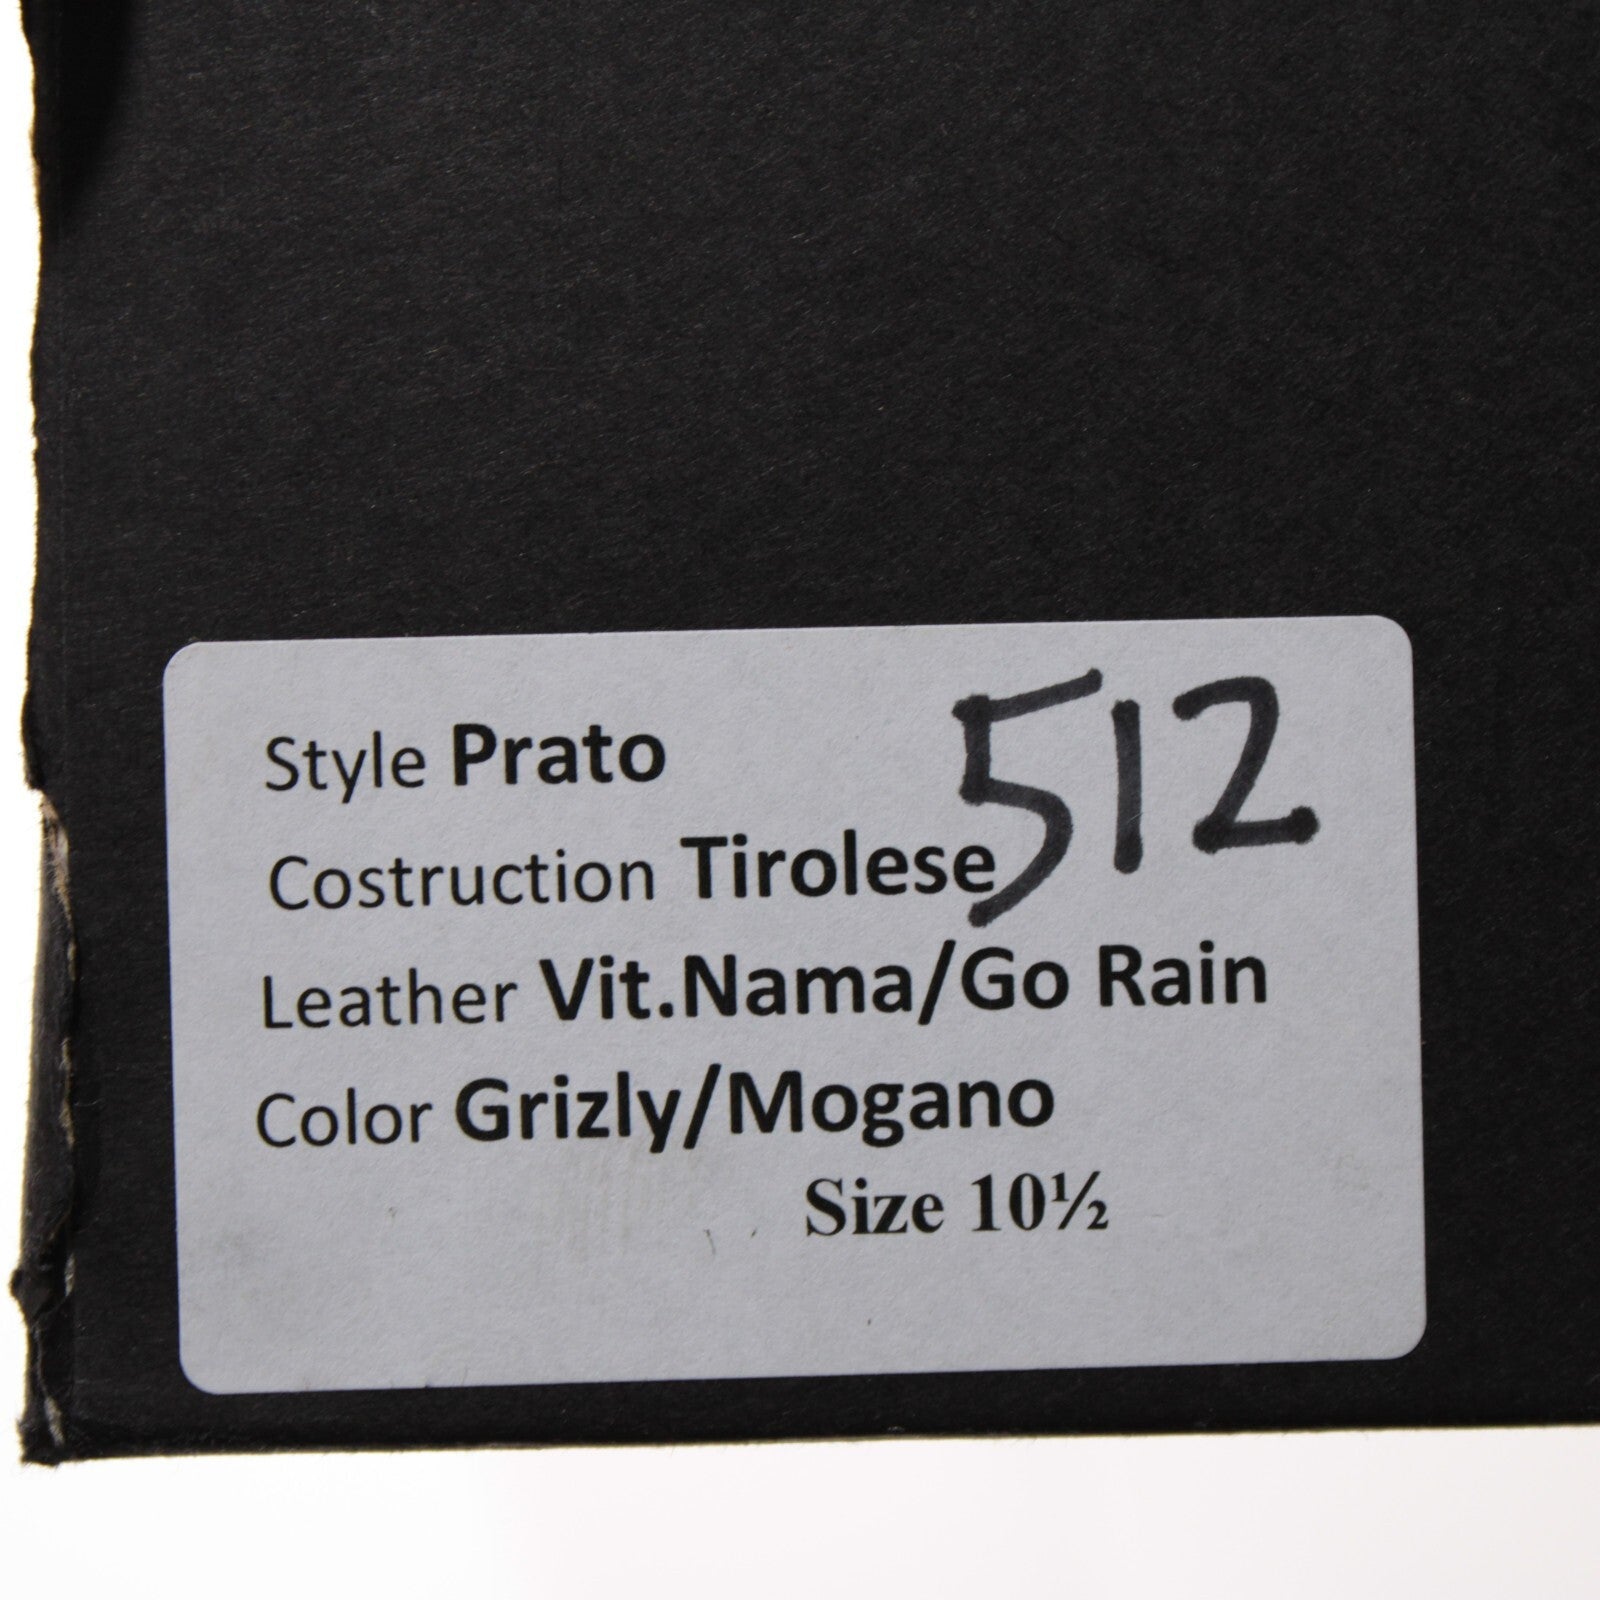 512
Style Prato
Costruction Tirolese
Leather Vit.Nama/Go Rain
Color Grizly/Mogano
Size 10½